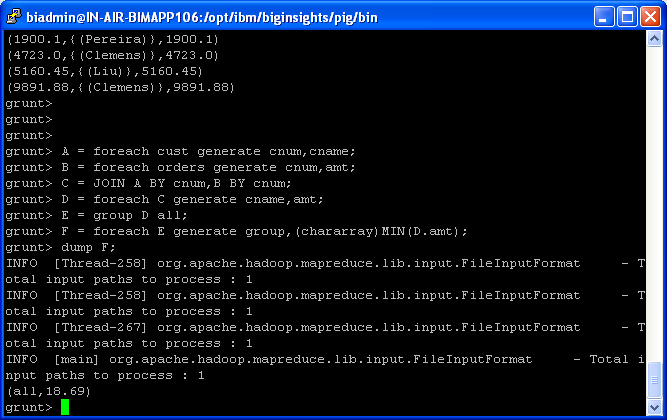 biadmin@IN-AIR-BIMAPP106:/opt/ibm/biginsights/pig/bin
(1900.1,{(Pereira)},1900.1)
(4723.0,{(Clemens)},4723.0)
(5160.45,{(Liu)},5160.45)
(9891.88,{(Clemens)},9891.88)
grunt>
grunt>
grunt>
grunt> A = foreach cust generate cnum,cname;
grunt> B = foreach orders generate cnum,amt;
grunt> C = JOIN A BY cnum,B BY cnum;
grunt> D = foreach C generate cname,amt;
grunt> E = group D all;
grunt> F = foreach E generate group,(chararray)MIN(D.amt);
grunt> dump F;
INFO  [Thread-258] org.apache.hadoop.mapreduce.lib.input.FileInputFormat     - T
otal input paths to process : 1
INFO  [Thread-258] org.apache.hadoop.mapreduce.lib.input.FileInputFormat     - T
otal input paths to process : 1
INFO  [Thread-267] org.apache.hadoop.mapreduce.lib.input.FileInputFormat     - T
otal input paths to process : 1
INFO  [main] org.apache.hadoop.mapreduce.lib.input.FileInputFormat     - Total i
nput paths to process : 1
(all,18.69)
grunt>